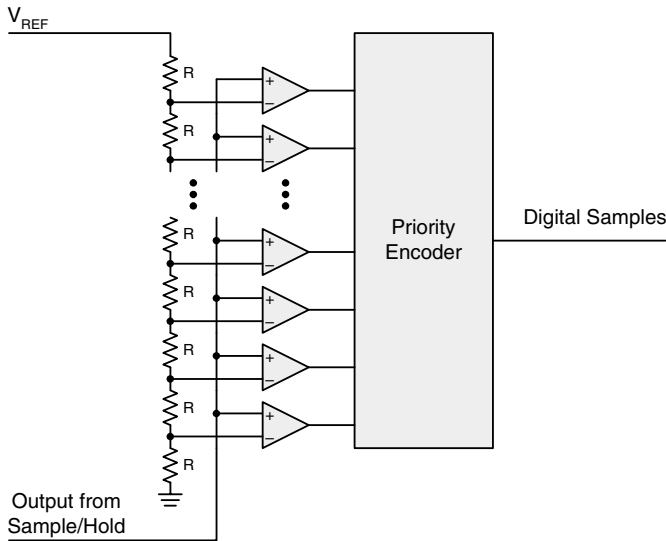 V_REF
R
+
−
R
+
−
R
+
−
R
+
−
R
+
−
R
+
−
R
Priority
Encoder
Digital Samples
Output from
Sample/Hold